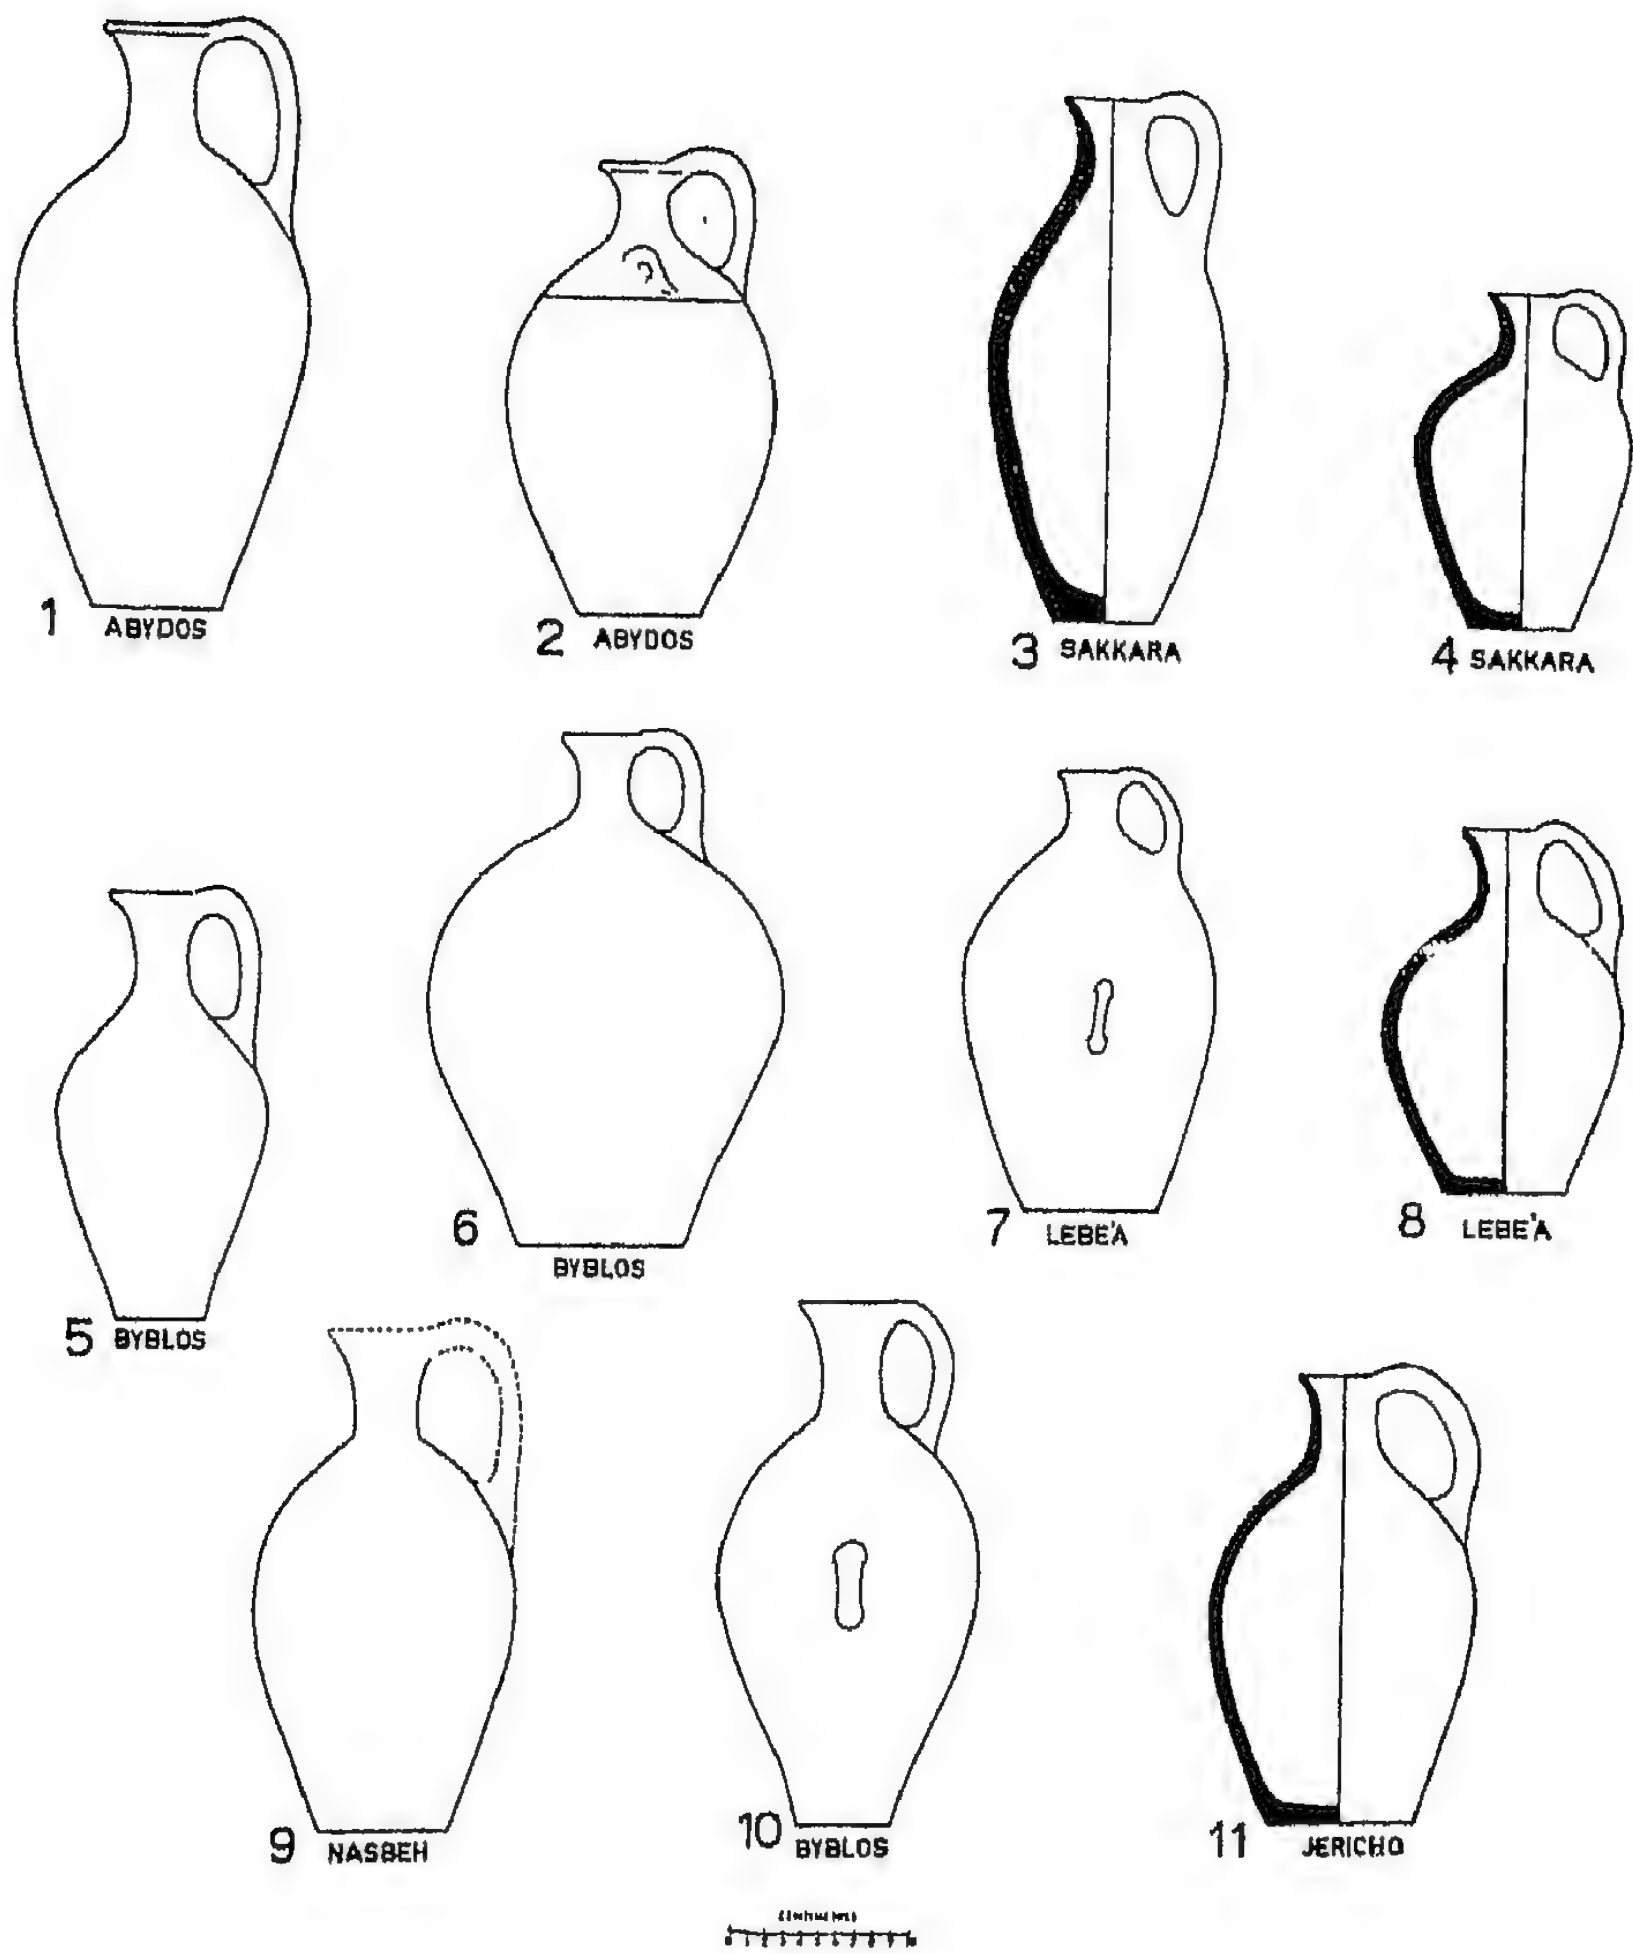 1 ABYDOS
2 ABYDOS
3 SAKKARA
4 SAKKARA
5 BYBLOS
6 BYBLOS
7 LEBE'A
8 LEBE'A
9 NASBEH
10 BYBLOS
11 JERICHO